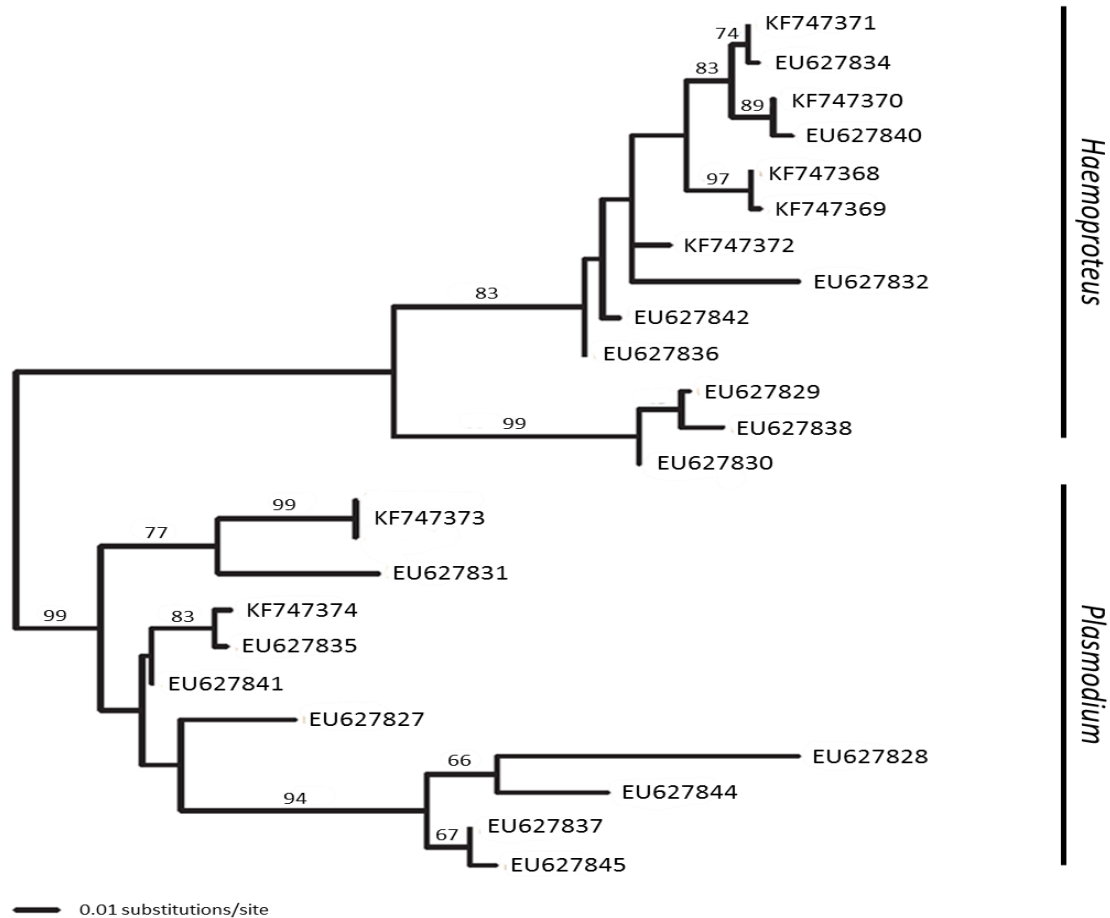 KF747371
74
EU627834
83
KF747370
89
EU627840
KF747368
97
KF747369
KF747372
EU627832
83
EU627842
EU627836
EU627829
99
EU627838
EU627830
Haemoproteus
99
KF747373
77
EU627831
99
83
KF747374
EU627835
EU627841
EU627827
66
EU627828
94
EU627844
67
EU627837
EU627845
Plasmodium
0.01 substitutions/site